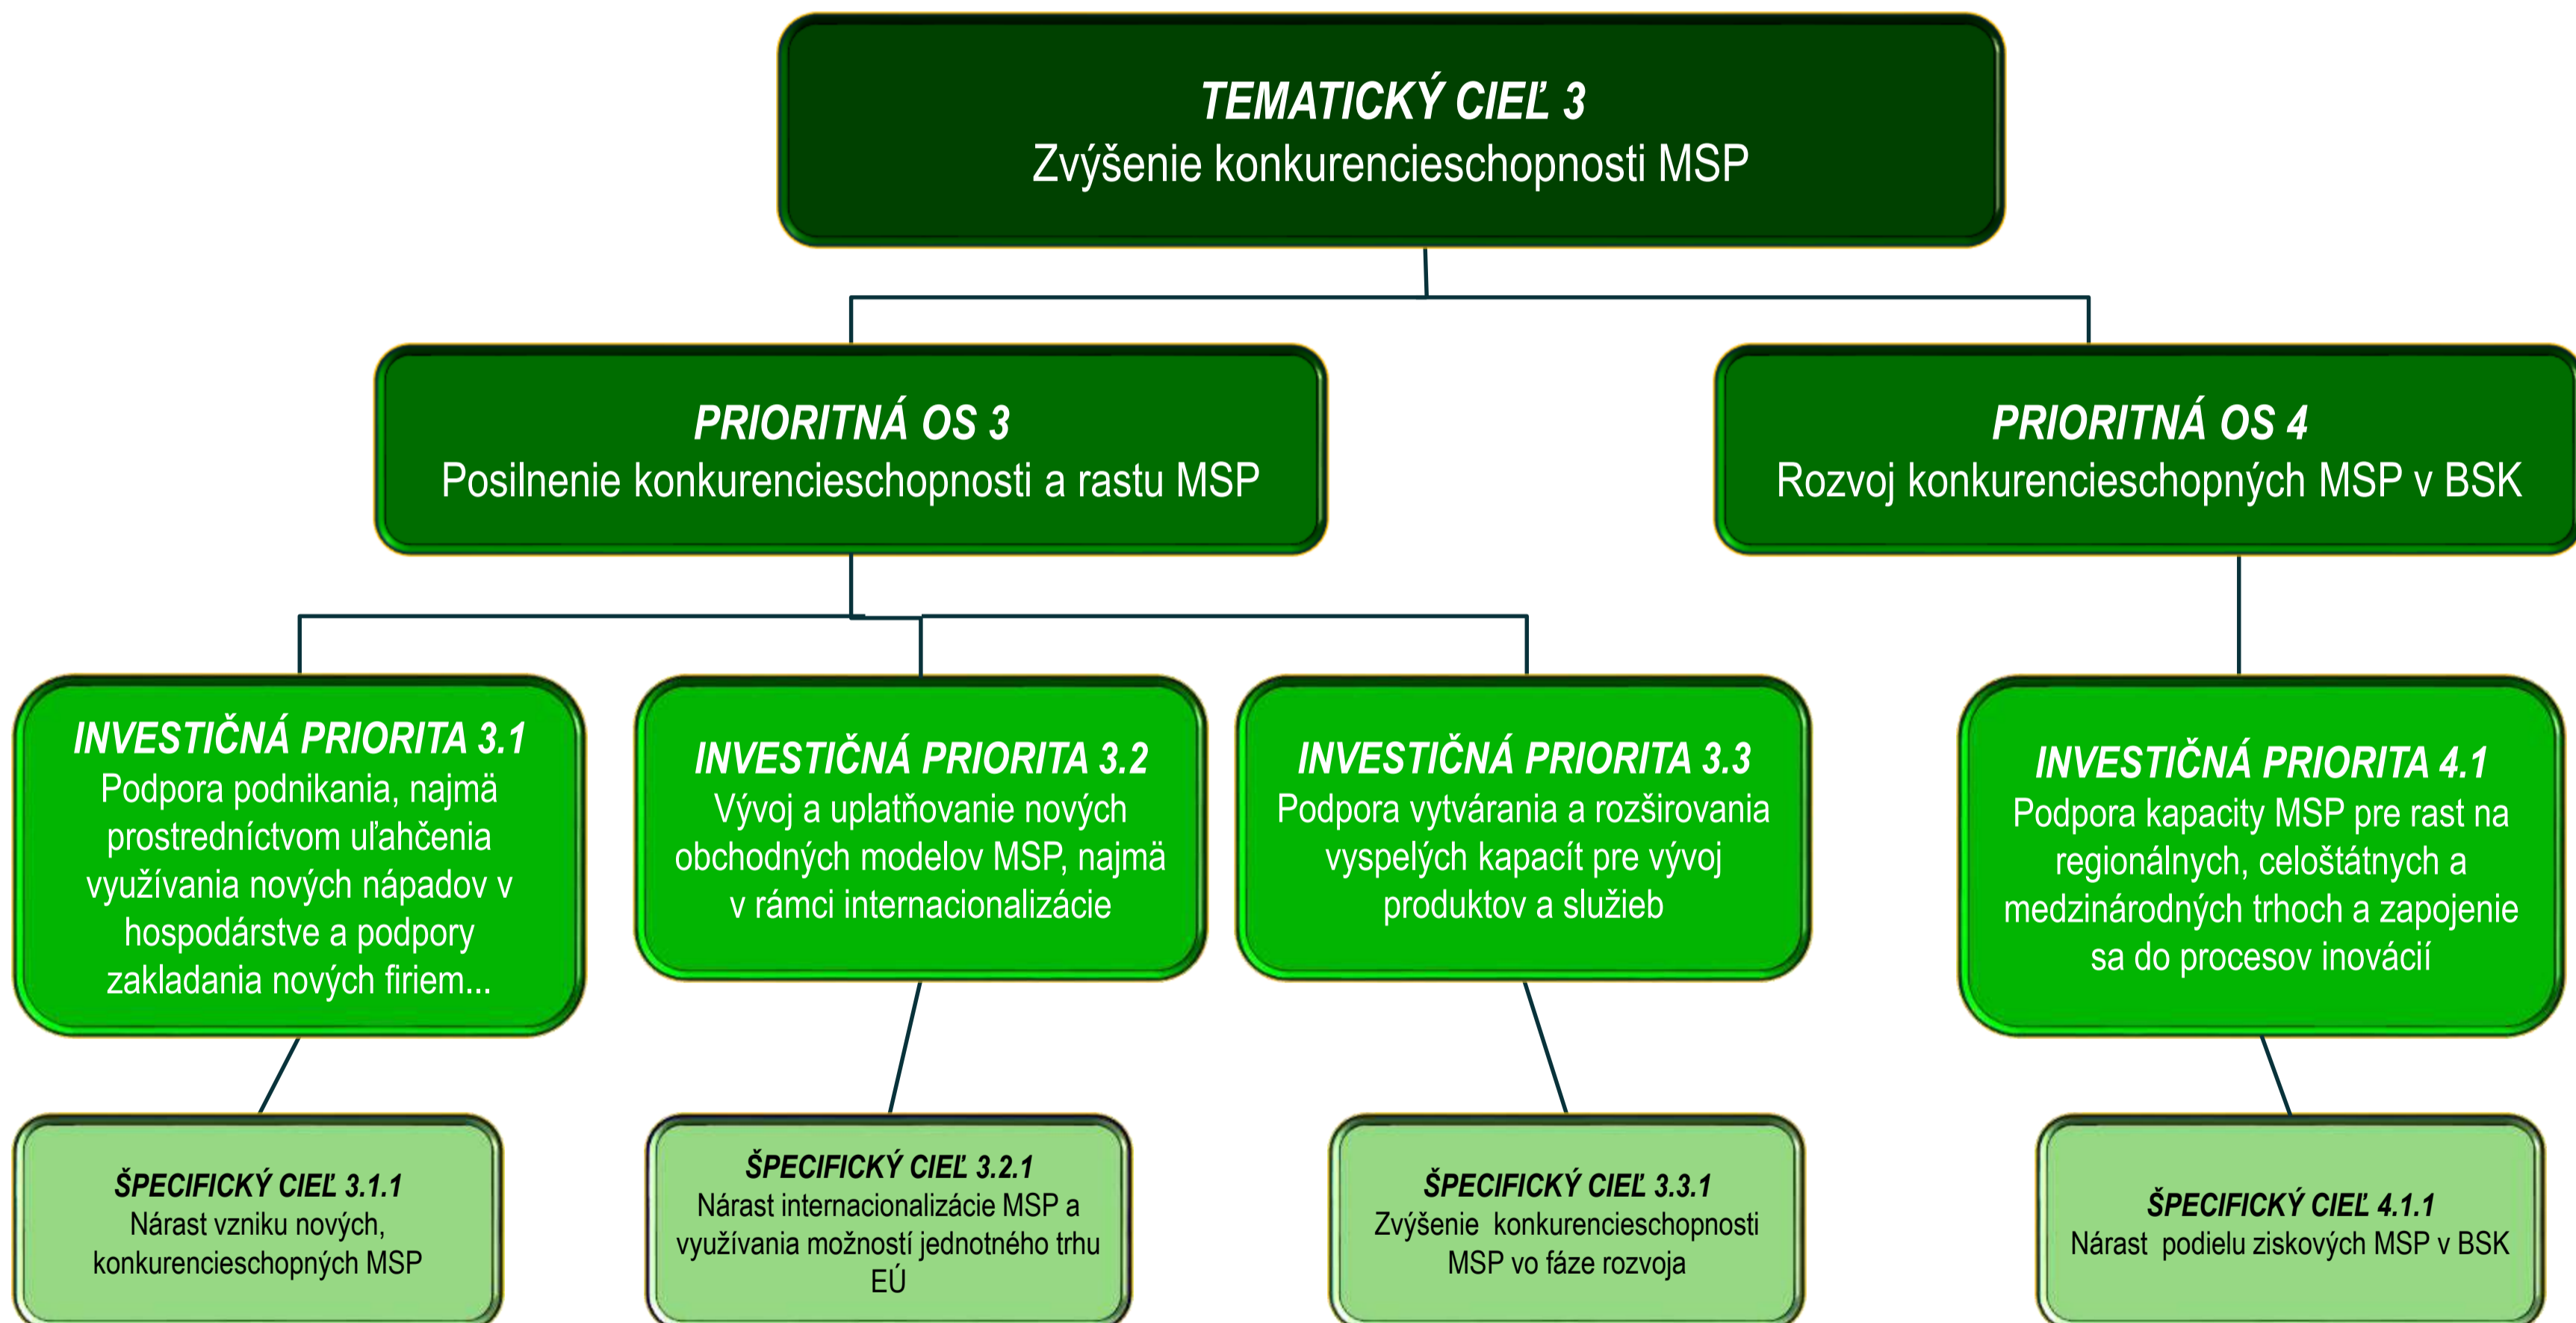 TEMATICKÝ CIEĽ 3
Zvýšenie konkurencieschopnosti MSP
PRIORITNÁ OS 3
Posilnenie konkurencieschopnosti a rastu MSP
PRIORITNÁ OS 4
Rozvoj konkurencieschopných MSP v BSK
INVESTIČNÁ PRIORITA 3.1
Podpora podnikania, najmä
prostredníctvom uľahčenia
využívania nových nápadov v
hospodárstve a podpory
zakladania nových firiem...
INVESTIČNÁ PRIORITA 3.2
Vývoj a uplatňovanie nových
obchodných modelov MSP, najmä
v rámci internacionalizácie
INVESTIČNÁ PRIORITA 3.3
Podpora vytvárania a rozširovania
vyspelých kapacít pre vývoj
produktov a služieb
INVESTIČNÁ PRIORITA 4.1
Podpora kapacity MSP pre rast na
regionálnych, celoštátnych a
medzinárodných trhoch a zapojenie
sa do procesov inovácií
ŠPECIFICKÝ CIEĽ 3.1.1
Nárast vzniku nových,
konkurencieschopných MSP
ŠPECIFICKÝ CIEĽ 3.2.1
Nárast internacionalizácie MSP a
využívania možností jednotného trhu
EÚ
ŠPECIFICKÝ CIEĽ 3.3.1
Zvýšenie  konkurencieschopnosti
MSP vo fáze rozvoja
ŠPECIFICKÝ CIEĽ 4.1.1
Nárast  podielu ziskových MSP v BSK